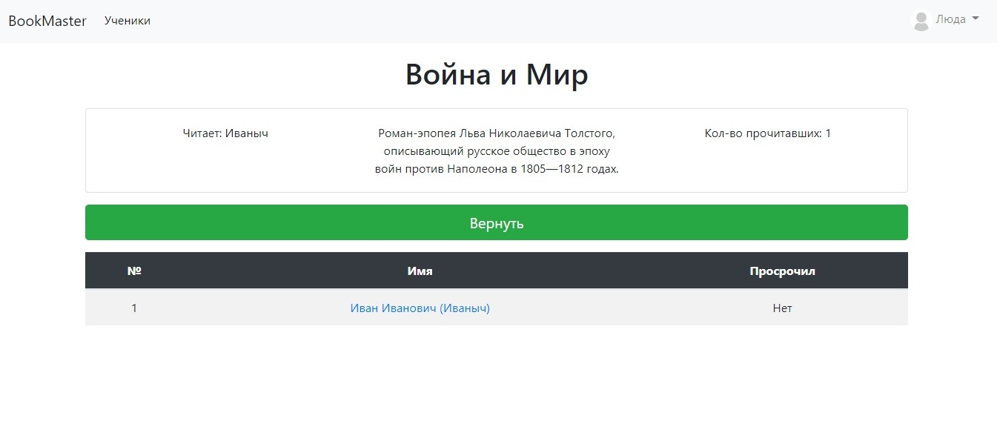 BookMaster Ученики Люда
Война и Мир
Читает: Иваныч
Роман-эпопея Льва Николаевича Толстого,
описывающий русское общество в эпоху
войн против Наполеона в 1805—1812 годах.
Кол-во прочитавших: 1
Вернуть
№ Имя Просрочил
1 Иван Иванович (Иваныч) Нет